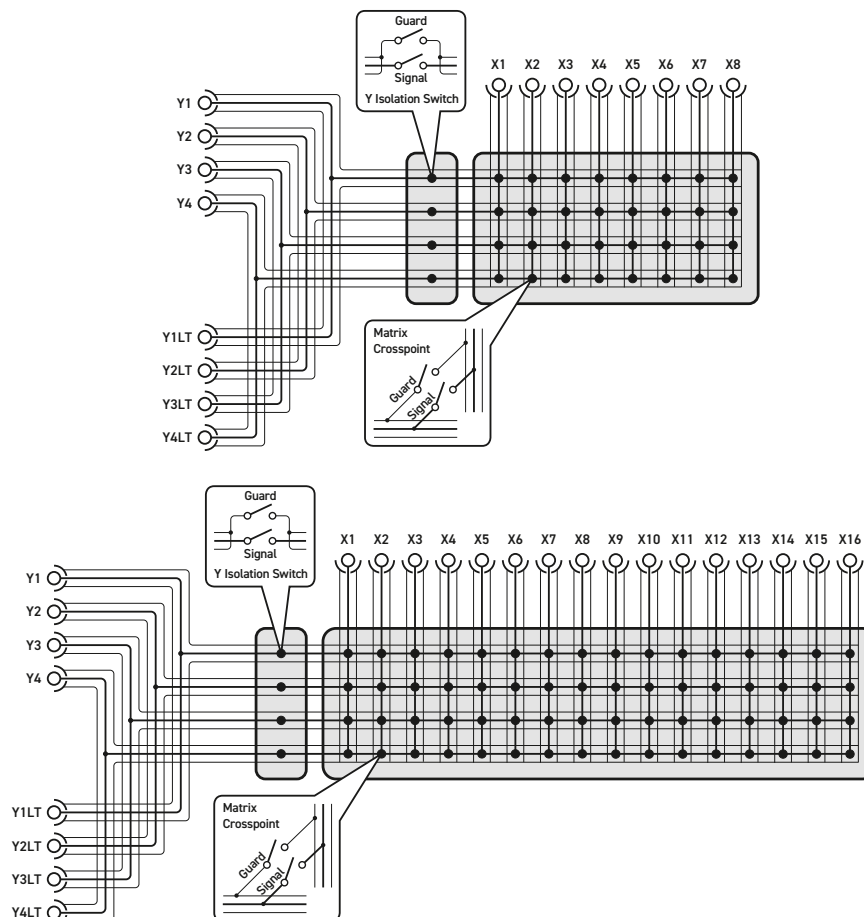 Guard
Signal
Y Isolation Switch
X1 X2 X3 X4 X5 X6 X7 X8
Y1
Y2
Y3
Y4
Y1LT
Y2LT
Y3LT
Y4LT
Matrix
Crosspoint
Guard
Signal
Guard
Signal
Y Isolation Switch
X1 X2 X3 X4 X5 X6 X7 X8 X9 X10 X11 X12 X13 X14 X15 X16
Y1
Y2
Y3
Y4
Y1LT
Y2LT
Y3LT
Y4LT
Matrix
Crosspoint
Guard
Signal